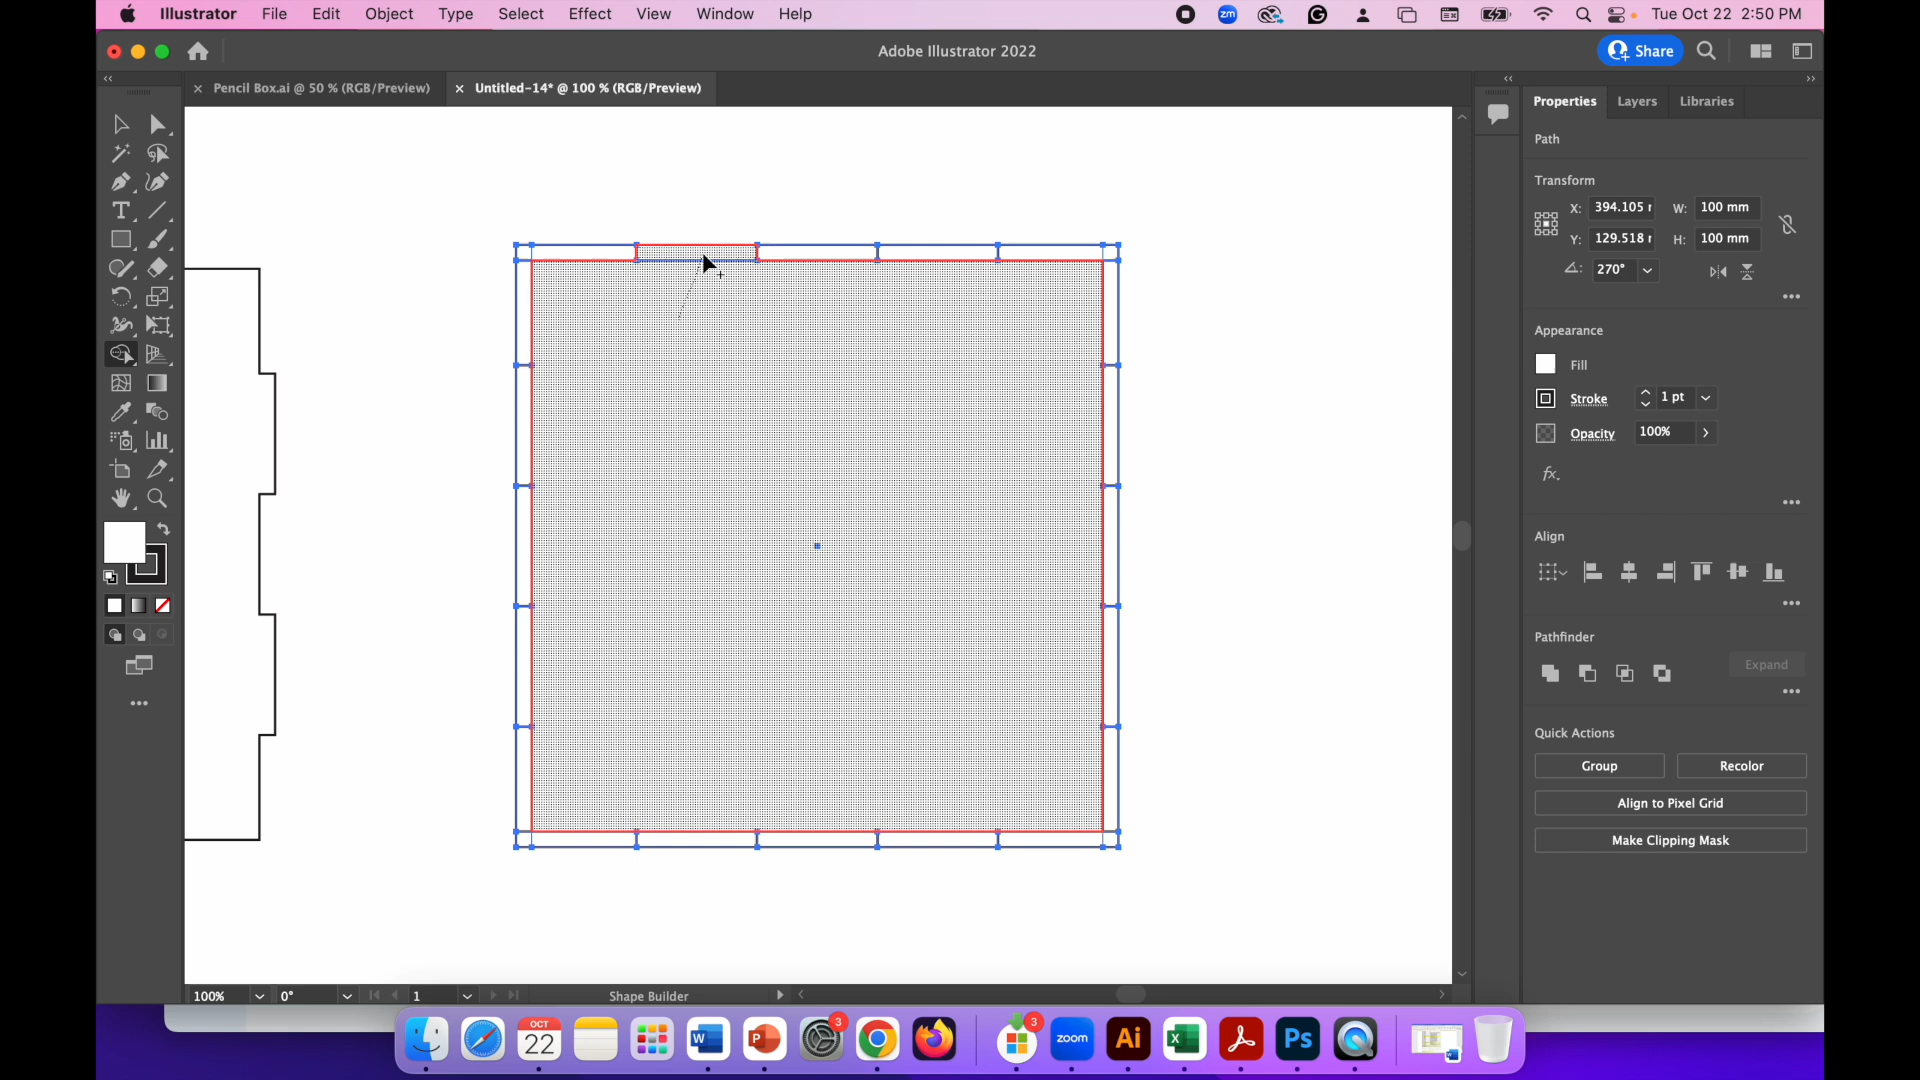 Illustrator File Edit Object Type Select Effect View Window Help
zm
Tue Oct 22 2:50 PM
Adobe Illustrator 2022
Share
× Pencil Box.ai @ 50 % (RGB/Preview)
× Untitled-14* @ 100 % (RGB/Preview)
Properties Layers Libraries
Path
Transform
X: 394.105 W: 100 mm
Y: 129.518 H: 100 mm
270°
Appearance
Fill
Stroke 1 pt
Opacity 100%
fx.
Align
Pathfinder
Expand
Quick Actions
Group Recolor
Align to Pixel Grid
Make Clipping Mask
100% 0° 1 Shape Builder
OCT
22
W
P
3
3
zoom
Ai
X
Ps